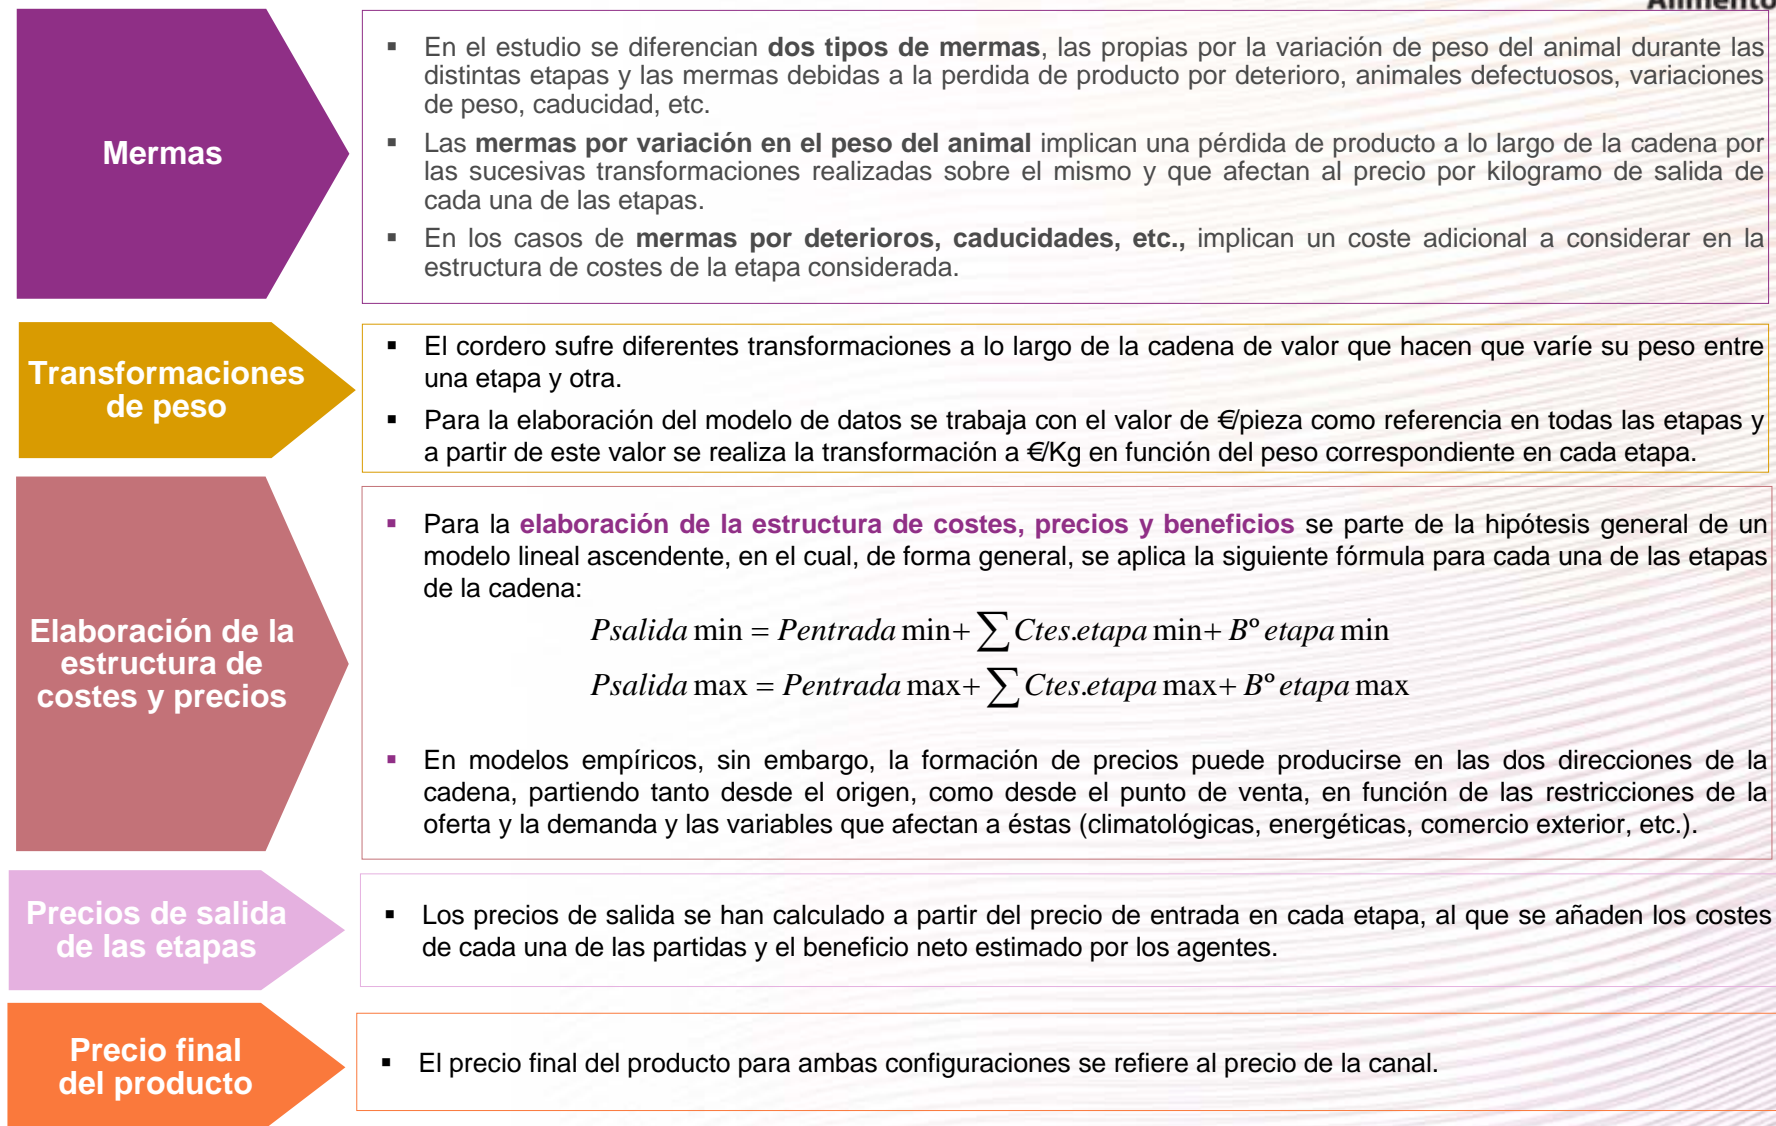 Alimento
Mermas
▪ En el estudio se diferencian dos tipos de mermas, las propias por la variación de peso del animal durante las
distintas etapas y las mermas debidas a la perdida de producto por deterioro, animales defectuosos, variaciones
de peso, caducidad, etc.
▪ Las mermas por variación en el peso del animal implican una pérdida de producto a lo largo de la cadena por
las sucesivas transformaciones realizadas sobre el mismo y que afectan al precio por kilogramo de salida de
cada una de las etapas.
▪ En los casos de mermas por deterioros, caducidades, etc., implican un coste adicional a considerar en la
estructura de costes de la etapa considerada.
Transformaciones
de peso
▪ El cordero sufre diferentes transformaciones a lo largo de la cadena de valor que hacen que varíe su peso entre
una etapa y otra.
▪ Para la elaboración del modelo de datos se trabaja con el valor de €/pieza como referencia en todas las etapas y
a partir de este valor se realiza la transformación a €/Kg en función del peso correspondiente en cada etapa.
Elaboración de la
estructura de
costes y precios
▪ Para la elaboración de la estructura de costes, precios y beneficios se parte de la hipótesis general de un
modelo lineal ascendente, en el cual, de forma general, se aplica la siguiente fórmula para cada una de las etapas
de la cadena:
Psalida min = Pentrada min+ ∑ Ctes.etapa min+ Bº etapa min
Psalida max = Pentrada max+ ∑ Ctes.etapa max+ Bº etapa max
▪ En modelos empíricos, sin embargo, la formación de precios puede producirse en las dos direcciones de la
cadena, partiendo tanto desde el origen, como desde el punto de venta, en función de las restricciones de la
oferta y la demanda y las variables que afectan a éstas (climatológicas, energéticas, comercio exterior, etc.).
Precios de salida
de las etapas
▪ Los precios de salida se han calculado a partir del precio de entrada en cada etapa, al que se añaden los costes
de cada una de las partidas y el beneficio neto estimado por los agentes.
Precio final
del producto
▪ El precio final del producto para ambas configuraciones se refiere al precio de la canal.